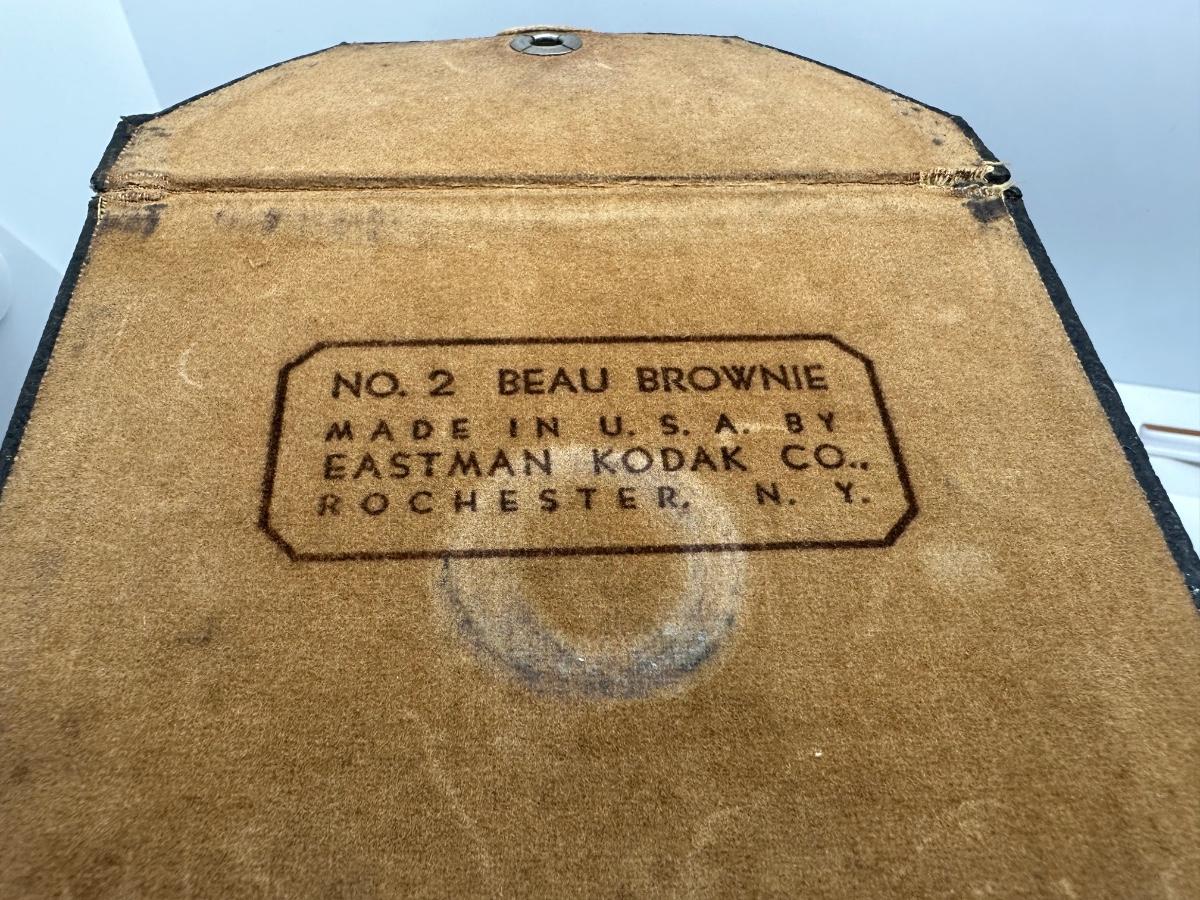 NO. 2 BEAU BROWNIE
MADE IN U. S. A. BY
EASTMAN KODAK CO.,
ROCHESTER, N. Y.